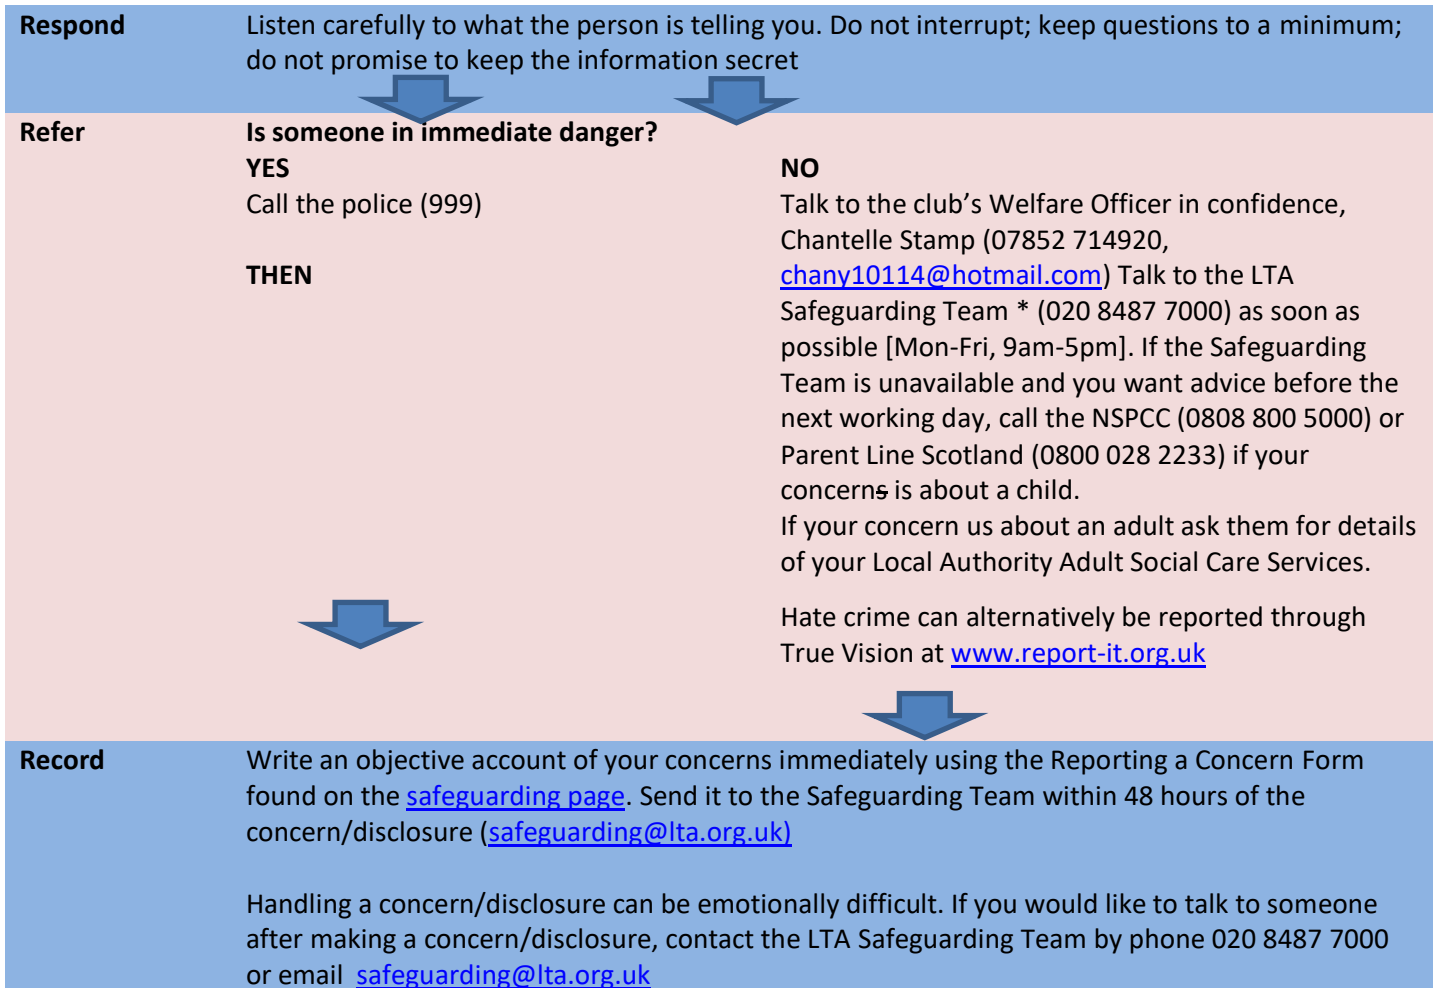 Respond
Listen carefully to what the person is telling you. Do not interrupt; keep questions to a minimum;
do not promise to keep the information secret
Refer
Is someone in immediate danger?
YES
Call the police (999)
THEN
NO
Talk to the club’s Welfare Officer in confidence,
Chantelle Stamp (07852 714920,
chany10114@hotmail.com) Talk to the LTA
Safeguarding Team * (020 8487 7000) as soon as
possible [Mon-Fri, 9am-5pm]. If the Safeguarding
Team is unavailable and you want advice before the
next working day, call the NSPCC (0808 800 5000) or
Parent Line Scotland (0800 028 2233) if your
concerns is about a child.
If your concern us about an adult ask them for details
of your Local Authority Adult Social Care Services.
Hate crime can alternatively be reported through
True Vision at www.report-it.org.uk
Record
Write an objective account of your concerns immediately using the Reporting a Concern Form
found on the safeguarding page. Send it to the Safeguarding Team within 48 hours of the
concern/disclosure (safeguarding@lta.org.uk)
Handling a concern/disclosure can be emotionally difficult. If you would like to talk to someone
after making a concern/disclosure, contact the LTA Safeguarding Team by phone 020 8487 7000
or email safeguarding@lta.org.uk